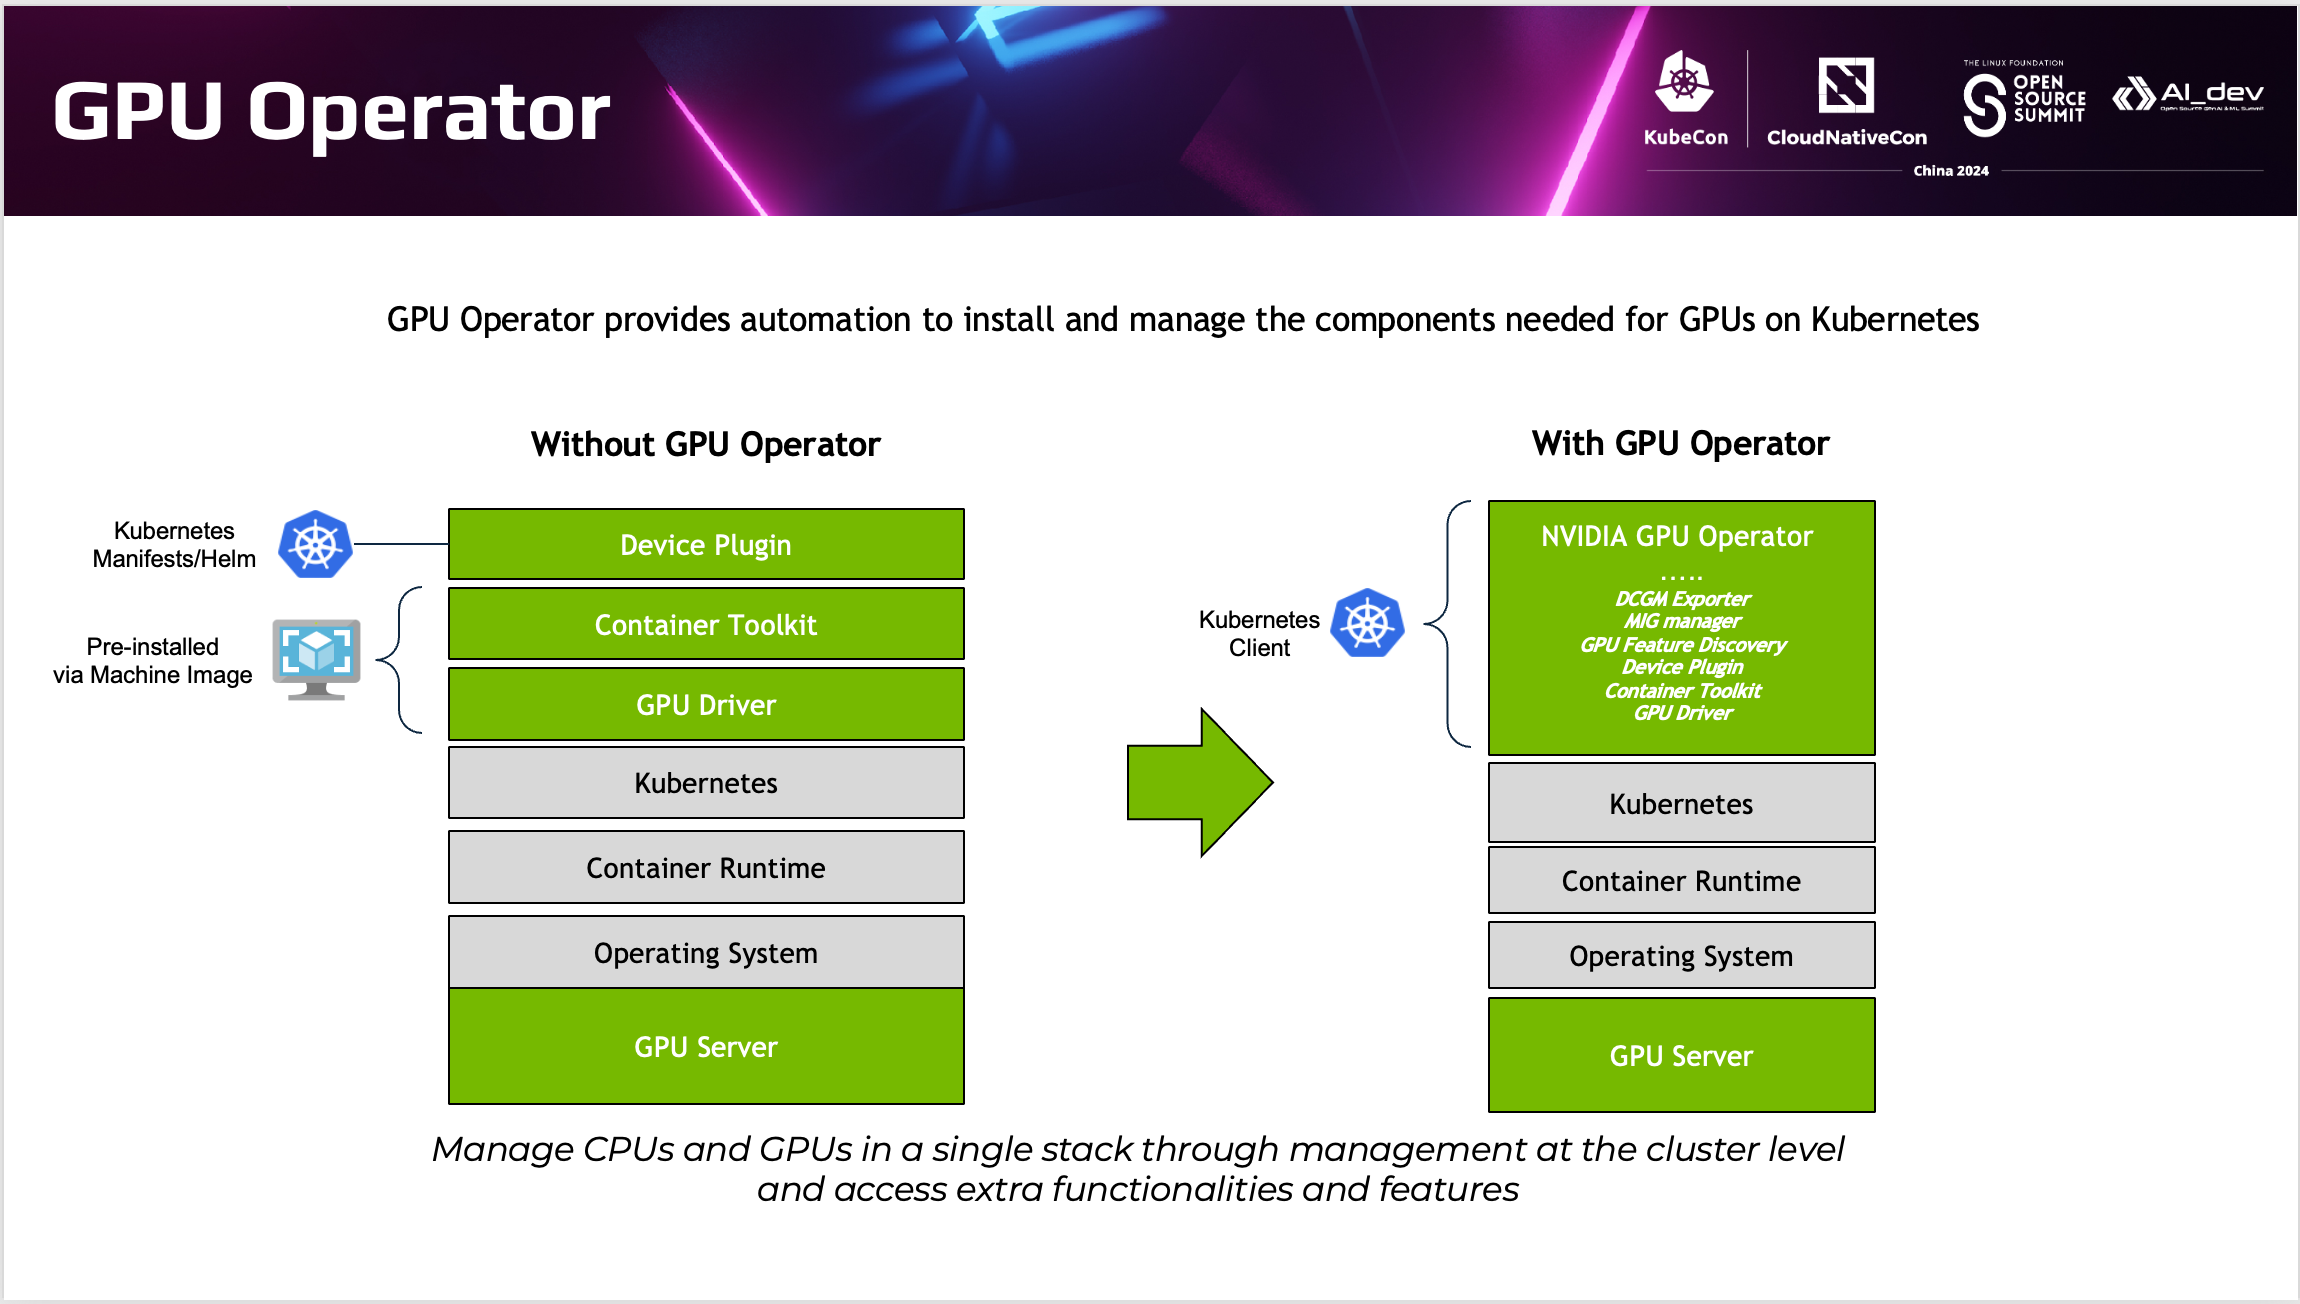 GPU Operator
KubeCon
CloudNativeCon
THE LINUX FOUNDATION
OPEN
SOURCE
SUMMIT
AI_dev
Open Source GenAI & ML Summit
China 2024
GPU Operator provides automation to install and manage the components needed for GPUs on Kubernetes
Without GPU Operator
Kubernetes
Manifests/Helm
Pre-installed
via Machine Image
Device Plugin
Container Toolkit
GPU Driver
Kubernetes
Container Runtime
Operating System
GPU Server
With GPU Operator
Kubernetes
Client
NVIDIA GPU Operator
.....
DCGM Exporter
MIG manager
GPU Feature Discovery
Device Plugin
Container Toolkit
GPU Driver
Kubernetes
Container Runtime
Operating System
GPU Server
Manage CPUs and GPUs in a single stack through management at the cluster level
and access extra functionalities and features